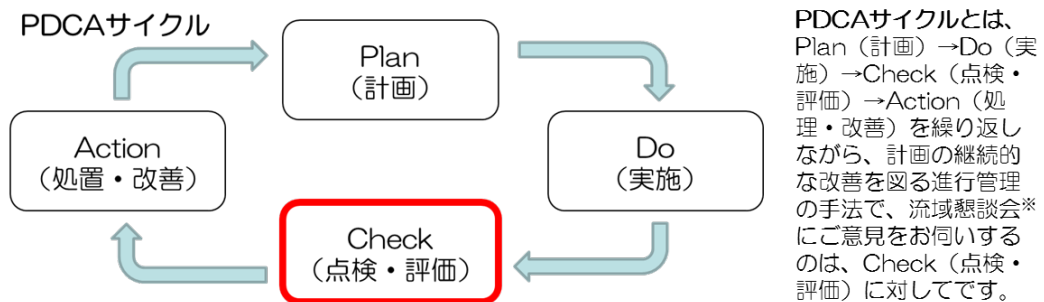 PDCAサイクル
Plan
（計画）
Do
（実施）
Check
（点検・評価）
Action
（処置・改善）
PDCAサイクルとは、
Plan（計画）→Do（実
施）→Check（点検・
評価）→Action（処
理・改善）を繰り返し
ながら、計画の継続的
な改善を図る進行管理
の手法で、流域懇談会※
にご意見をお伺いする
のは、Check（点検・
評価）に対してです。